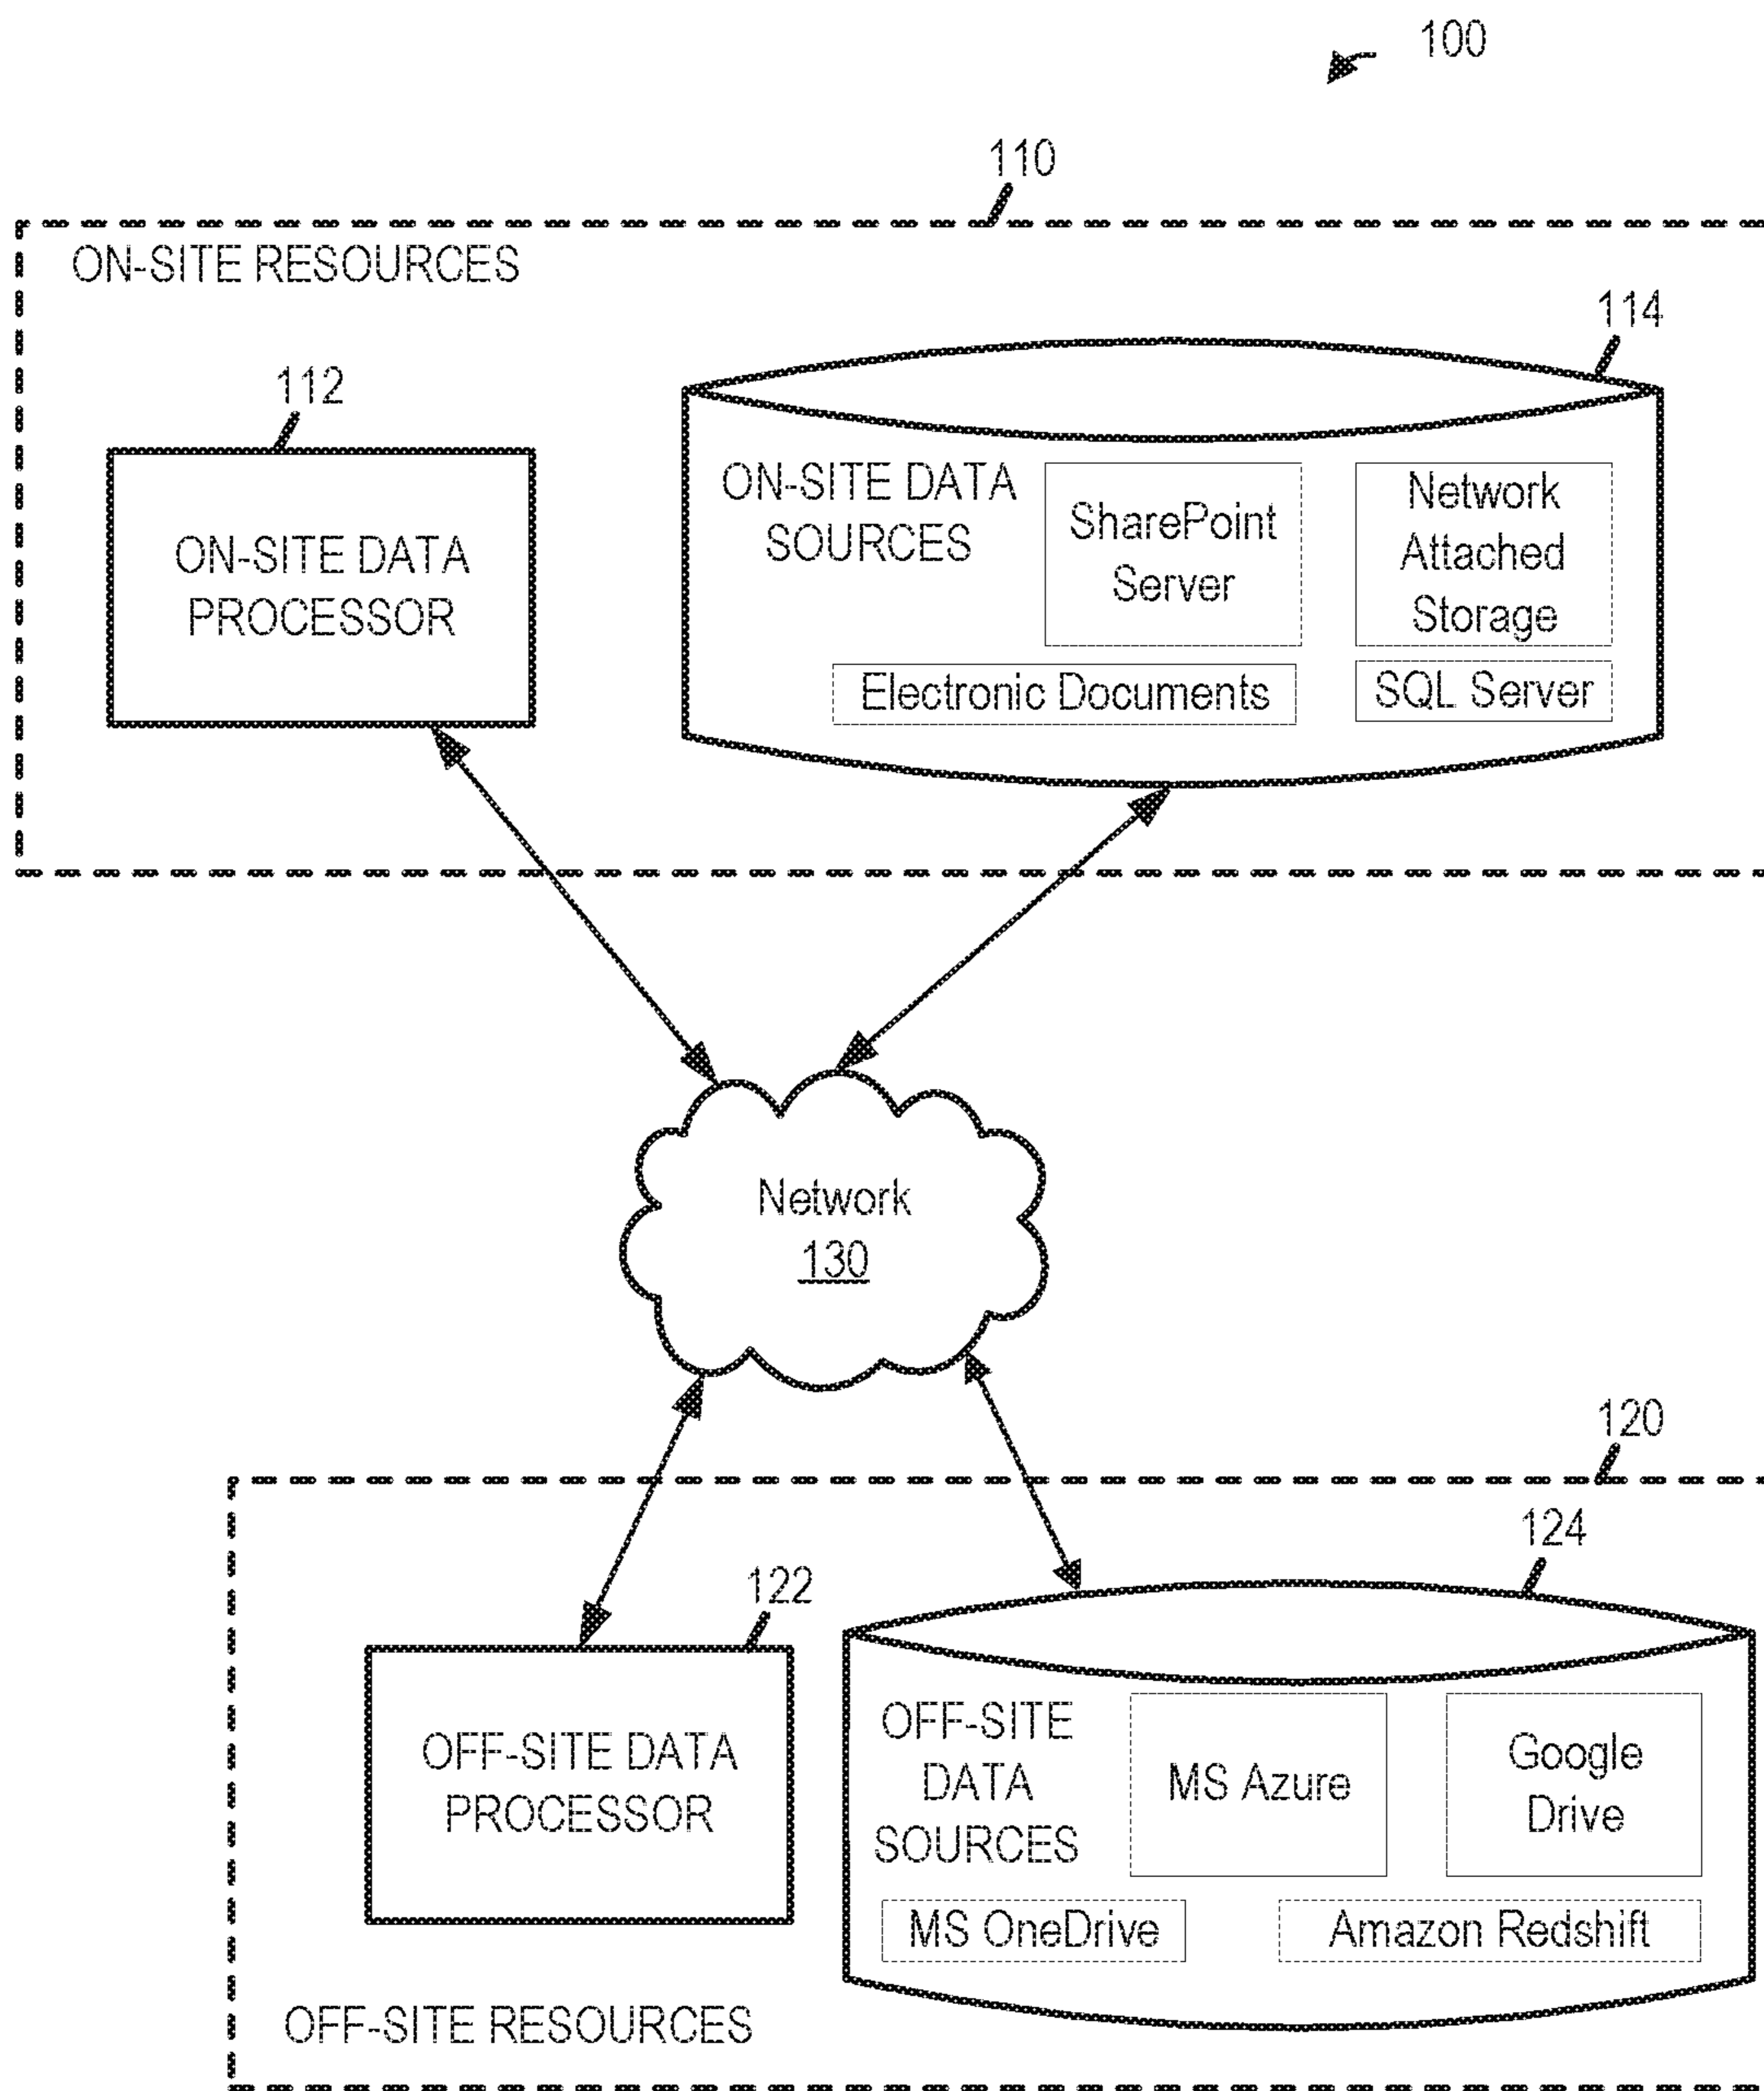 100
110
ON-SITE RESOURCES
114
112
ON-SITE DATA
PROCESSOR
ON-SITE DATA
SOURCES
SharePoint
Server
Network
Attached
Storage
Electronic Documents
SQL Server
Network
130
120
124
122
OFF-SITE DATA
PROCESSOR
OFF-SITE
DATA
SOURCES
MS Azure
Google
Drive
MS OneDrive
Amazon Redshift
OFF-SITE RESOURCES